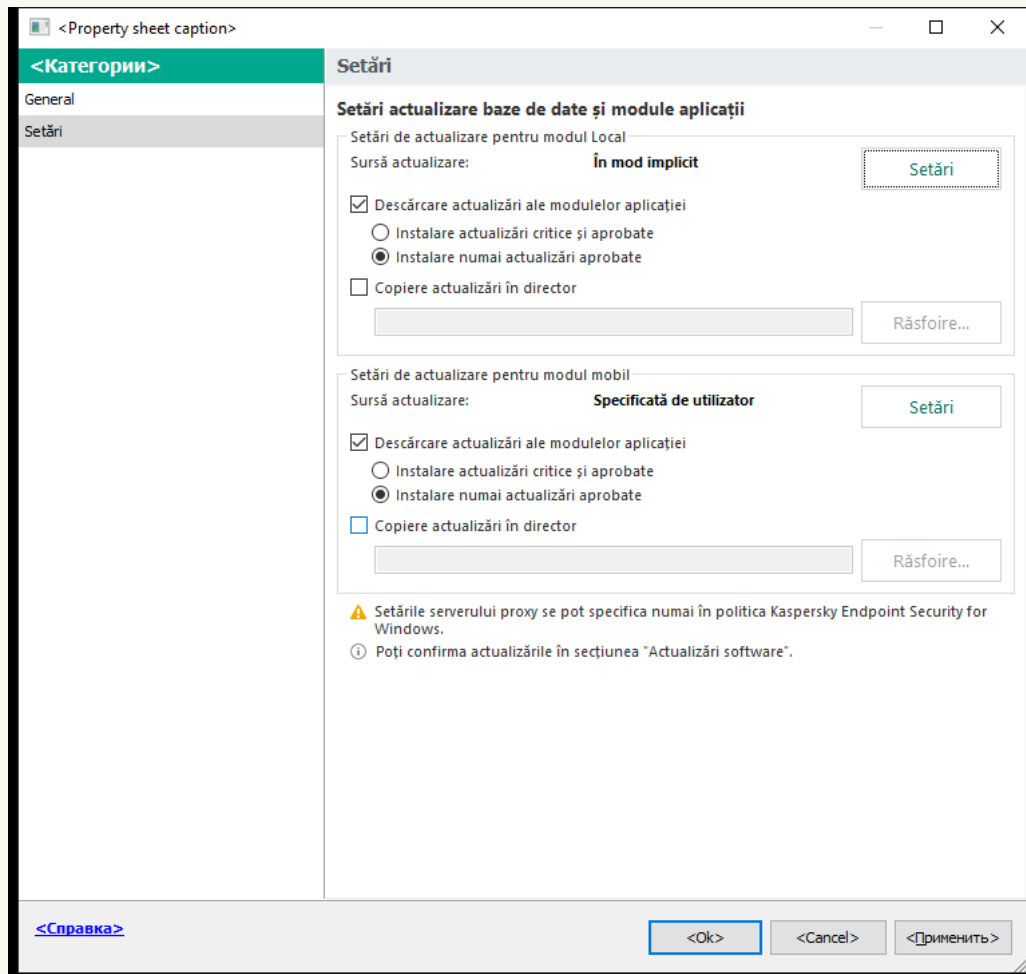 <Property sheet caption>
<Категории>
General
Setări
Setări
Setări actualizare baze de date și module aplicații
Setări de actualizare pentru modul Local
Sursă actualizare: În mod implicit Setări
Descărcare actualizări ale modulelor aplicației
Instalare actualizări critice și aprobate
Instalare numai actualizări aprobate
Copiere actualizări în director
Răsfoire...
Setări de actualizare pentru modul mobil
Sursă actualizare: Specificată de utilizator Setări
Descărcare actualizări ale modulelor aplicației
Instalare actualizări critice și aprobate
Instalare numai actualizări aprobate
Copiere actualizări în director
Răsfoire...
Setările serverului proxy se pot specifica numai în politica Kaspersky Endpoint Security for
Windows.
Poți confirma actualizările în secțiunea "Actualizări software".
<Справка>
<Ok> <Cancel> <Применить>